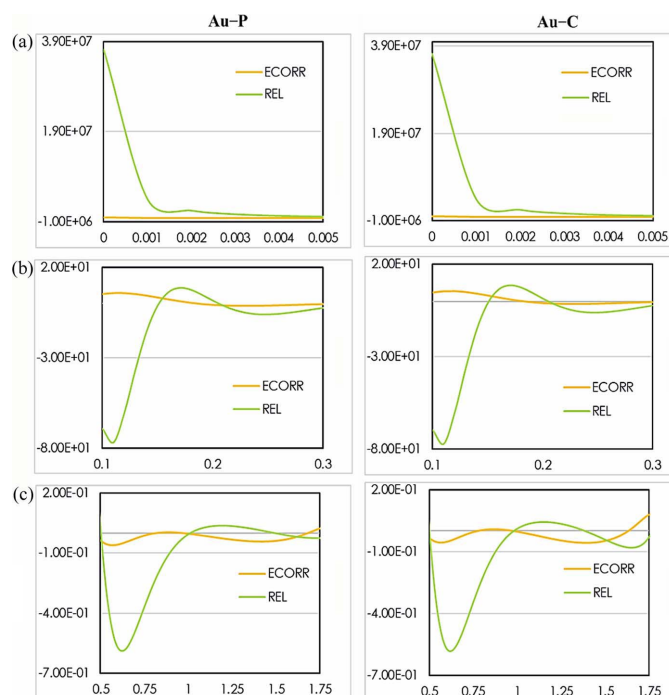 Au−P Au−C
(a)
3.90E+07 3.90E+07
ECORR ECORR
REL REL
1.90E+07 1.90E+07
-1.00E+06 -1.00E+06
0 0.001 0.002 0.003 0.004 0.005 0 0.001 0.002 0.003 0.004 0.005
(b)
2.00E+01 2.00E+01
-3.00E+01 -3.00E+01
ECORR ECORR
REL REL
-8.00E+01 -8.00E+01
0.1 0.2 0.3 0.1 0.2 0.3
(c)
2.00E-01 2.00E-01
-1.00E-01 -1.00E-01
ECORR ECORR
REL REL
-4.00E-01 -4.00E-01
-7.00E-01 -7.00E-01
0.5 0.75 1 1.25 1.5 1.75 0.5 0.75 1 1.25 1.5 1.75